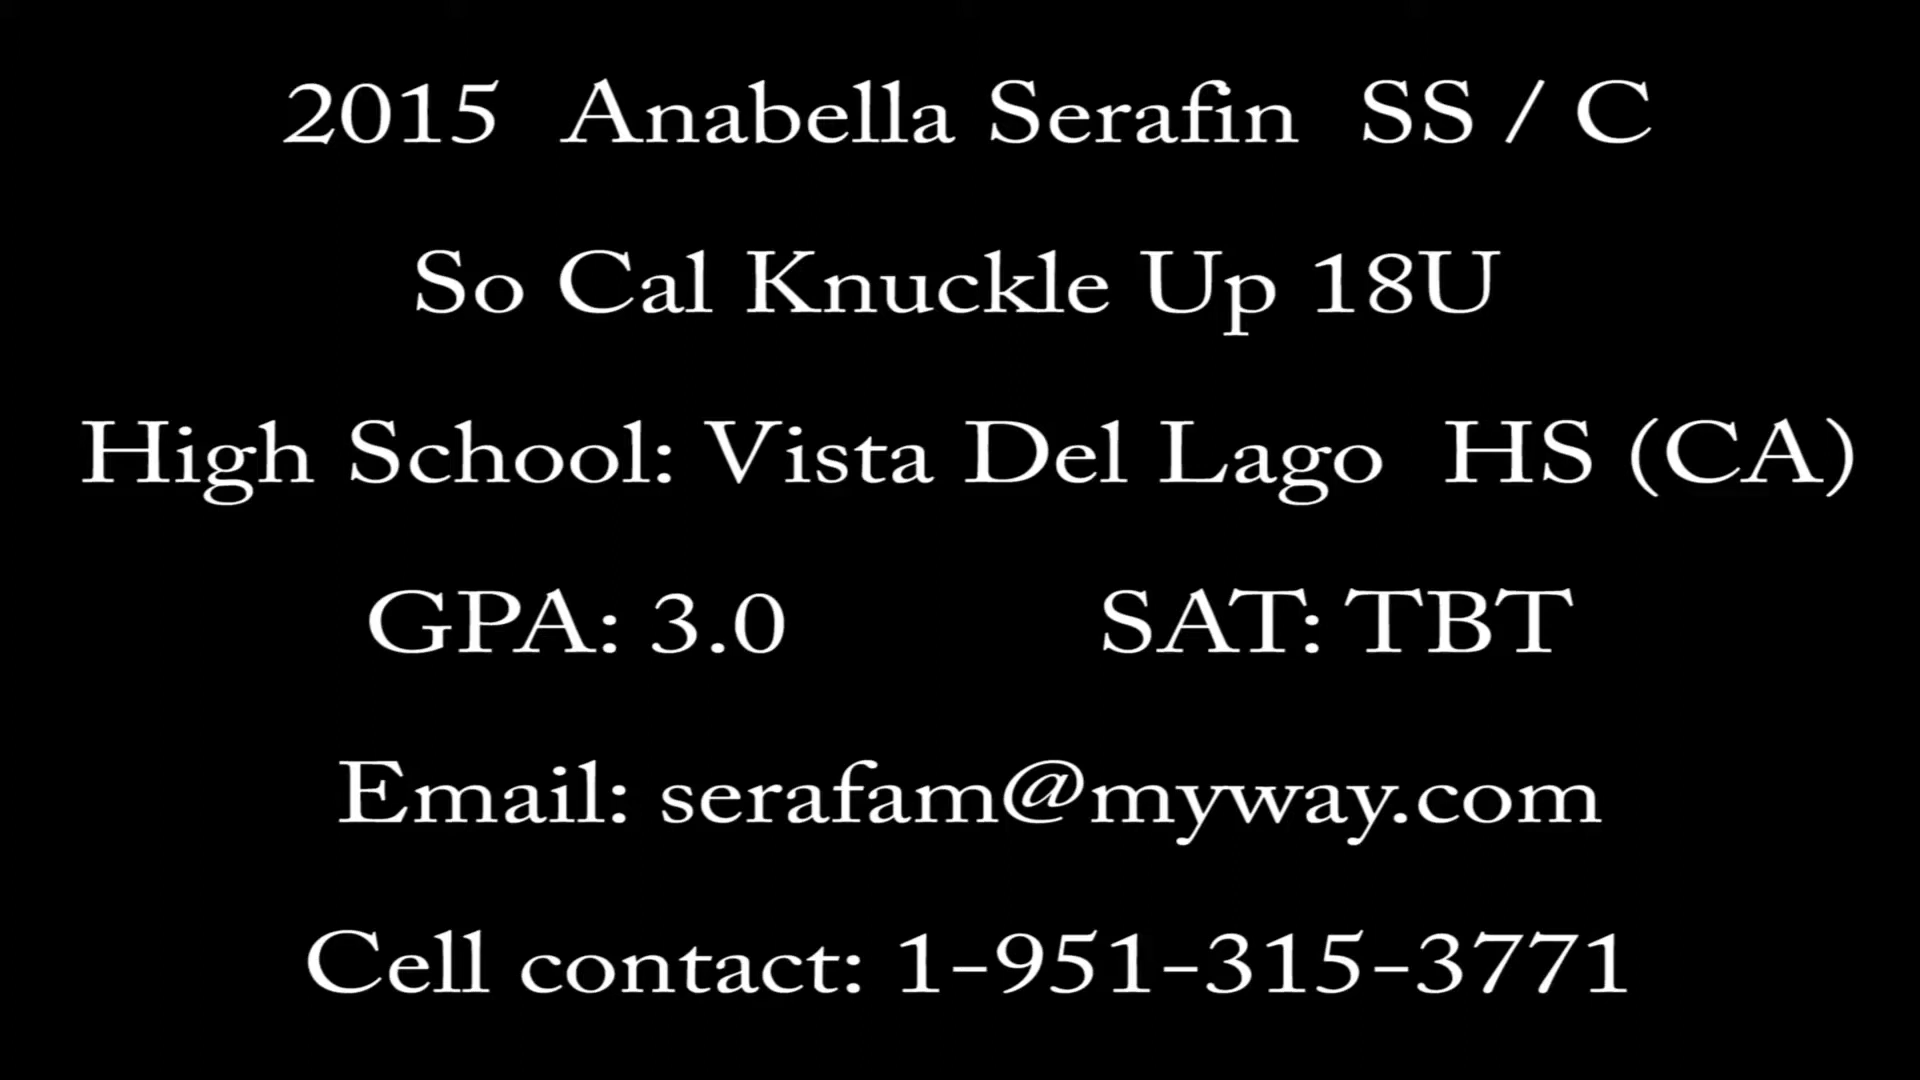 2015 Anabella Serafin SS / C
So Cal Knuckle Up 18U
High School: Vista Del Lago HS (CA)
GPA: 3.0 SAT: TBT
Email: serafam@myway.com
Cell contact: 1-951-315-3771